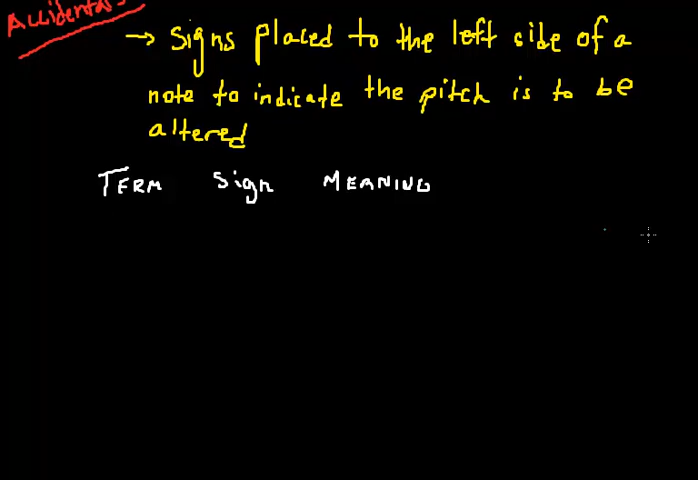 Accidentals
→ Signs placed to the left side of a
note to indicate the pitch is to be
altered
TERM Sign MEANING